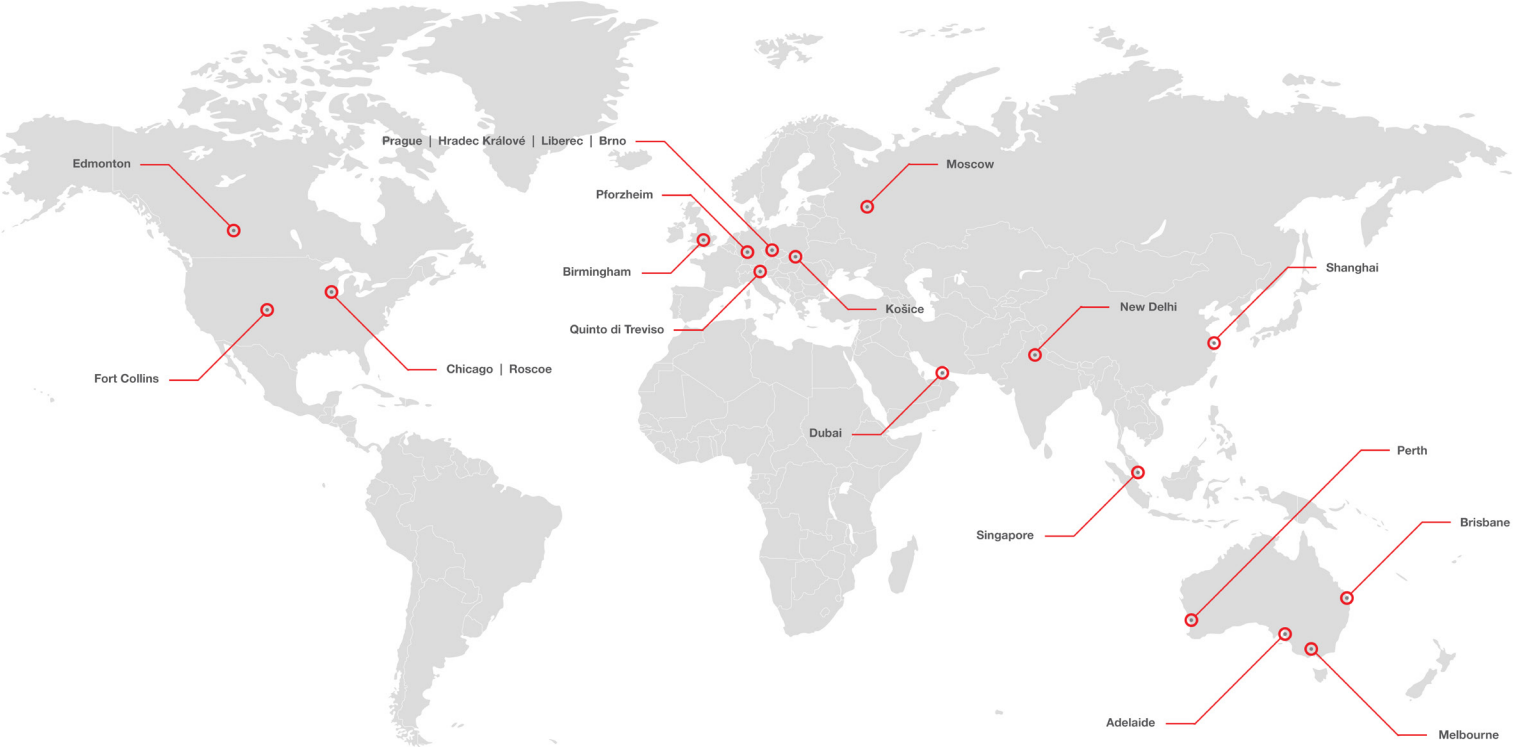 Prague | Hradec Králové | Liberec | Brno
Edmonton
Moscow
Pforzheim
Birmingham
Shanghai
New Delhi
Košice
Quinto di Treviso
Chicago | Roscoe
Fort Collins
Dubai
Perth
Brisbane
Singapore
Adelaide
Melbourne